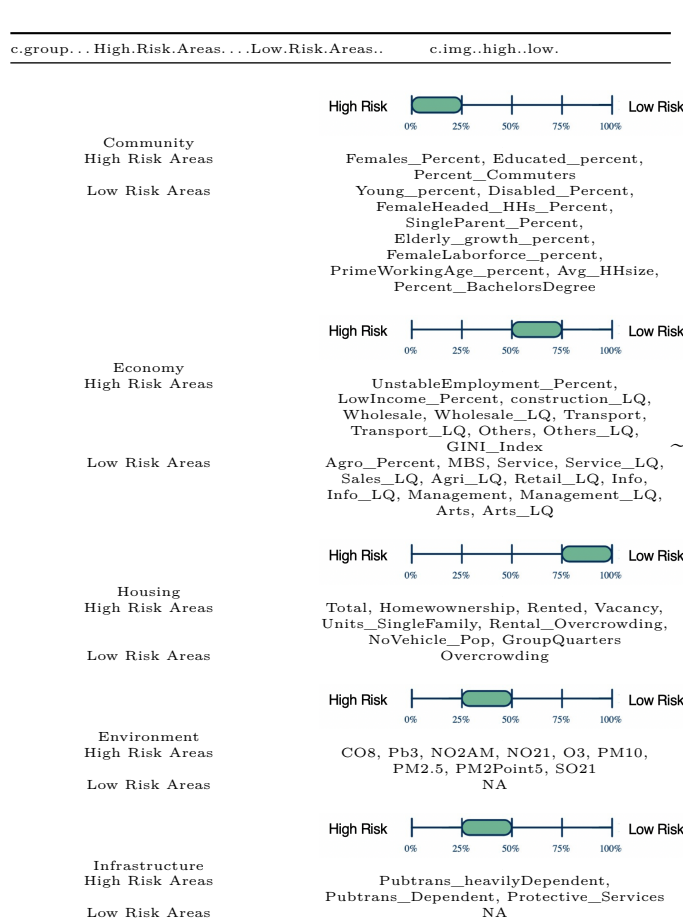 c.group...High.Risk.Areas....Low.Risk.Areas.. c.img..high..low.
High Risk Low Risk
0% 25% 50% 75% 100%
Community
High Risk Areas Females_Percent, Educated_percent,
Percent_Commuters
Low Risk Areas Young_percent, Disabled_Percent,
FemaleHeaded_HHs_Percent,
SingleParent_Percent,
Elderly_growth_percent,
FemaleLaborforce_percent,
PrimeWorkingAge_percent, Avg_HHsize,
Percent_BachelorsDegree
High Risk Low Risk
0% 25% 50% 75% 100%
Economy
High Risk Areas UnstableEmployment_Percent,
LowIncome_Percent, construction_LQ,
Wholesale, Wholesale_LQ, Transport,
Transport_LQ, Others, Others_LQ,
GINI_Index ~
Low Risk Areas Agro_Percent, MBS, Service, Service_LQ,
Sales_LQ, Agri_LQ, Retail_LQ, Info,
Info_LQ, Management, Management_LQ,
Arts, Arts_LQ
High Risk Low Risk
0% 25% 50% 75% 100%
Housing
High Risk Areas Total, Homewownership, Rented, Vacancy,
Units_SingleFamily, Rental_Overcrowding,
NoVehicle_Pop, GroupQuarters
Low Risk Areas Overcrowding
High Risk Low Risk
0% 25% 50% 75% 100%
Environment
High Risk Areas CO8, Pb3, NO2AM, NO21, O3, PM10,
PM2.5, PM2Point5, SO21
Low Risk Areas NA
High Risk Low Risk
0% 25% 50% 75% 100%
Infrastructure
High Risk Areas Pubtrans_heavilyDependent,
Pubtrans_Dependent, Protective_Services
Low Risk Areas NA